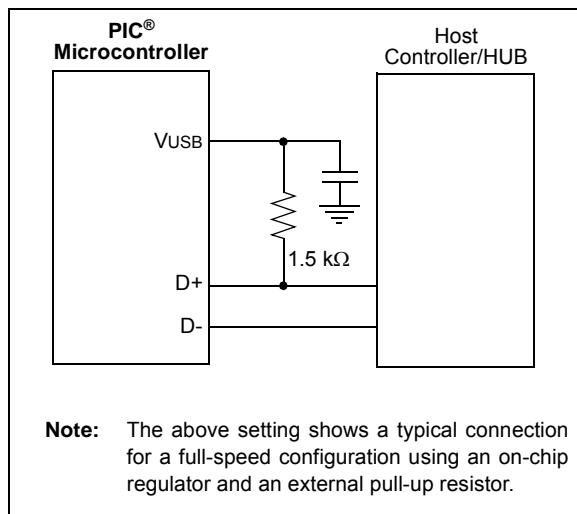 PIC®
Microcontroller
Host
Controller/HUB
VUSB
1.5 kΩ
D+
D-
Note: The above setting shows a typical connection
for a full-speed configuration using an on-chip
regulator and an external pull-up resistor.